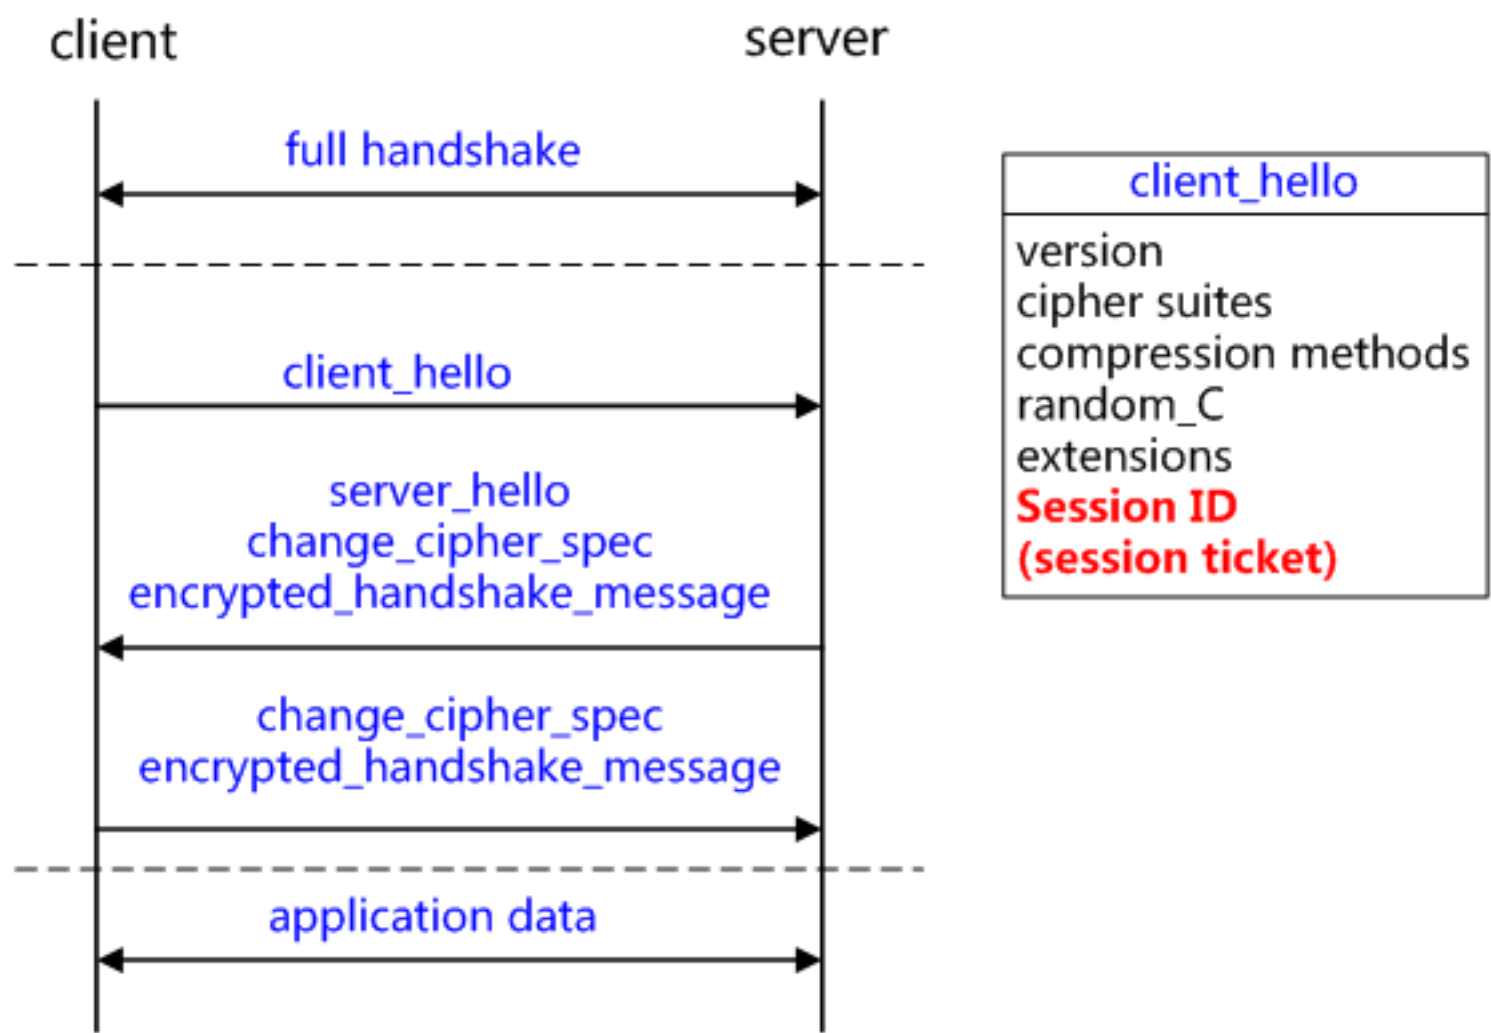 client
server
full handshake
client_hello
server_hello
change_cipher_spec
encrypted_handshake_message
change_cipher_spec
encrypted_handshake_message
application data
client_hello
version
cipher suites
compression methods
random_C
extensions
Session ID
(session ticket)